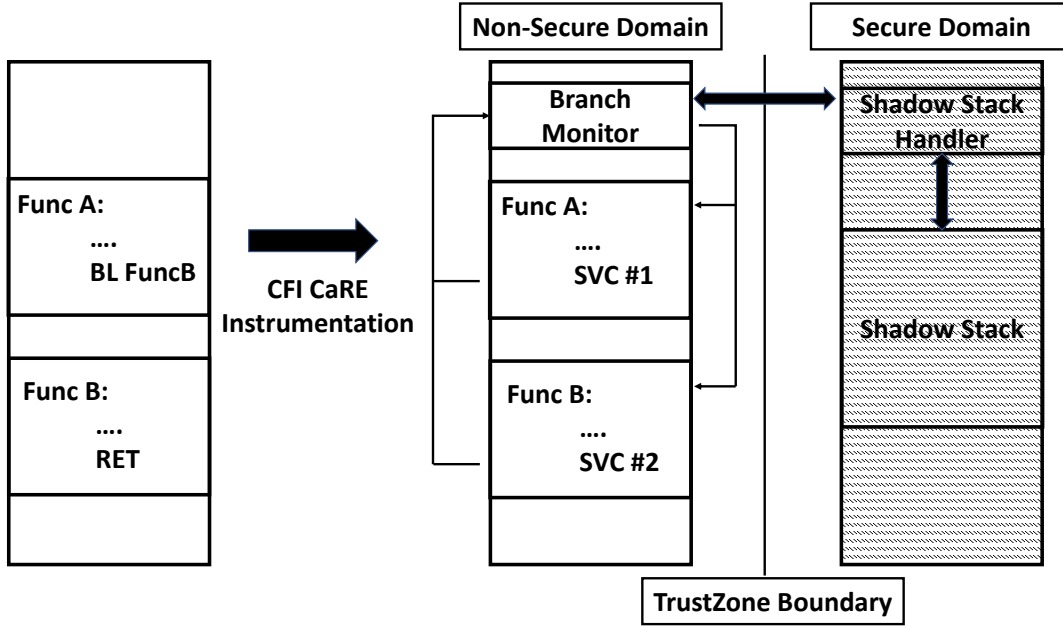 Non-Secure Domain
Secure Domain
Func A:
....
BL FuncB
Func B:
....
RET
CFI CaRE
Instrumentation
Branch
Monitor
Func A:
....
SVC #1
Func B:
....
SVC #2
Shadow Stack
Handler
Shadow Stack
TrustZone Boundary